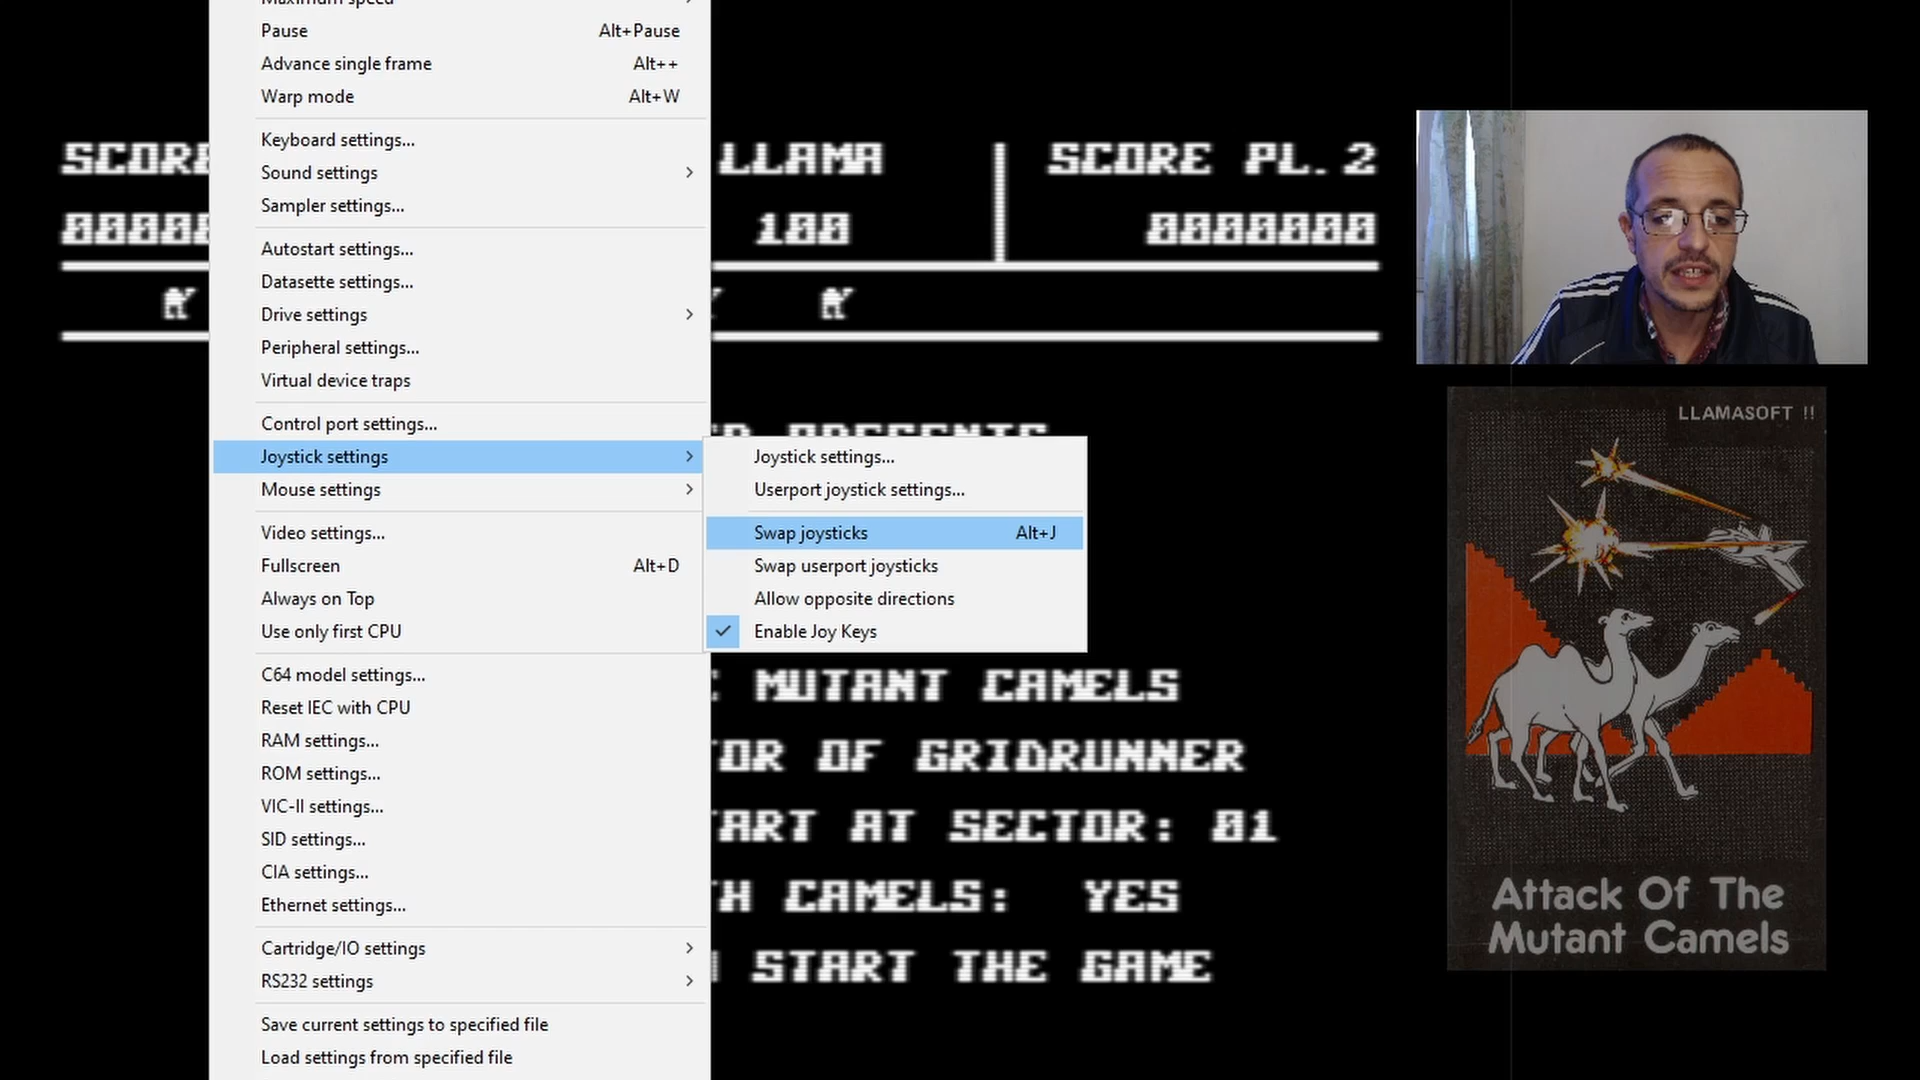 Maximum speed
Pause Alt+Pause
Advance single frame Alt++
Warp mode Alt+W
Keyboard settings...
Sound settings
Sampler settings...
Autostart settings...
Datasette settings...
Drive settings
Peripheral settings...
Virtual device traps
Control port settings...
Joystick settings
Mouse settings
Video settings...
Fullscreen Alt+D
Always on Top
Use only first CPU
C64 model settings...
Reset IEC with CPU
RAM settings...
ROM settings...
VIC-II settings...
SID settings...
CIA settings...
Ethernet settings...
Cartridge/IO settings
RS232 settings
Save current settings to specified file
Load settings from specified file
Joystick settings...
Userport joystick settings...
Swap joysticks Alt+J
Swap userport joysticks
Allow opposite directions
Enable Joy Keys
SCORE LLAMA SCORE PL.2
00000 100 0000000
PRESENTS
MUTANT CAMELS
OF GRIDRUNNER
START AT SECTOR: 01
CAMELS: YES
START THE GAME
LLAMASOFT !!
Attack Of The
Mutant Camels